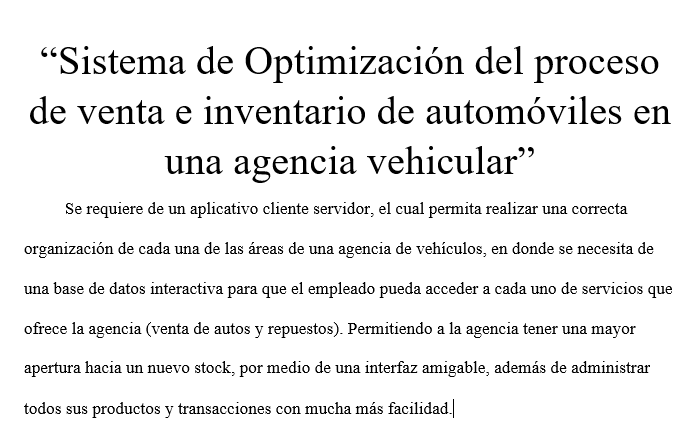 “Sistema de Optimización del proceso
de venta e inventario de automóviles en
una agencia vehicular”
Se requiere de un aplicativo cliente servidor, el cual permita realizar una correcta
organización de cada una de las áreas de una agencia de vehículos, en donde se necesita de
una base de datos interactiva para que el empleado pueda acceder a cada uno de servicios que
ofrece la agencia (venta de autos y repuestos). Permitiendo a la agencia tener una mayor
apertura hacia un nuevo stock, por medio de una interfaz amigable, además de administrar
todos sus productos y transacciones con mucha más facilidad.